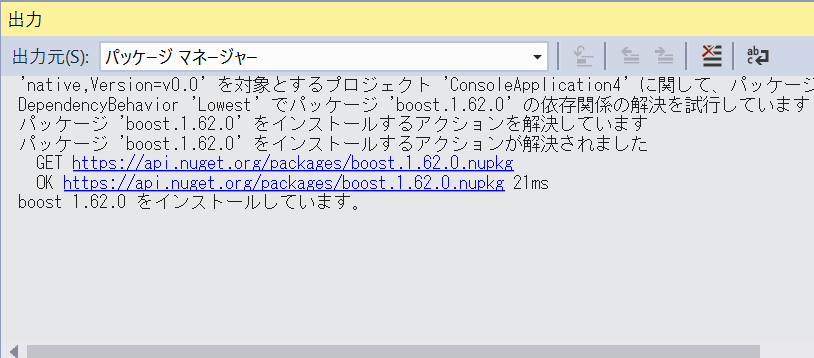 出力
出力元(S): パッケージ マネージャー
'native,Version=v0.0' を対象とするプロジェクト 'ConsoleApplication4' に関して、パッケージ
DependencyBehavior 'Lowest' でパッケージ 'boost.1.62.0' の依存関係の解決を試行しています
パッケージ 'boost.1.62.0' をインストールするアクションを解決しています
パッケージ 'boost.1.62.0' をインストールするアクションが解決されました
GET https://api.nuget.org/packages/boost.1.62.0.nupkg
OK https://api.nuget.org/packages/boost.1.62.0.nupkg 21ms
boost 1.62.0 をインストールしています。